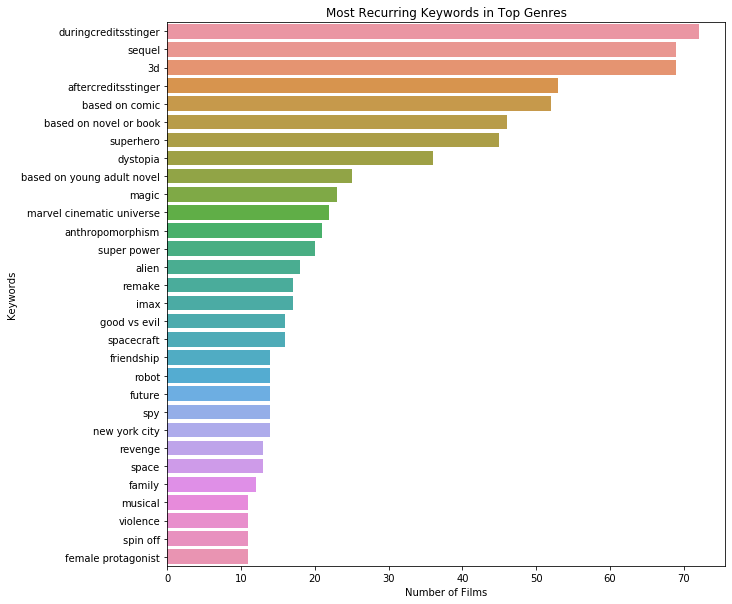 Most Recurring Keywords in Top Genres
duringcreditsstinger
sequel
3d
aftercreditsstinger
based on comic
based on novel or book
superhero
dystopia
based on young adult novel
magic
marvel cinematic universe
anthropomorphism
super power
alien
remake
imax
good vs evil
spacecraft
friendship
robot
future
spy
new york city
revenge
space
family
musical
violence
spin off
female protagonist
Keywords
0 10 20 30 40 50 60 70
Number of Films